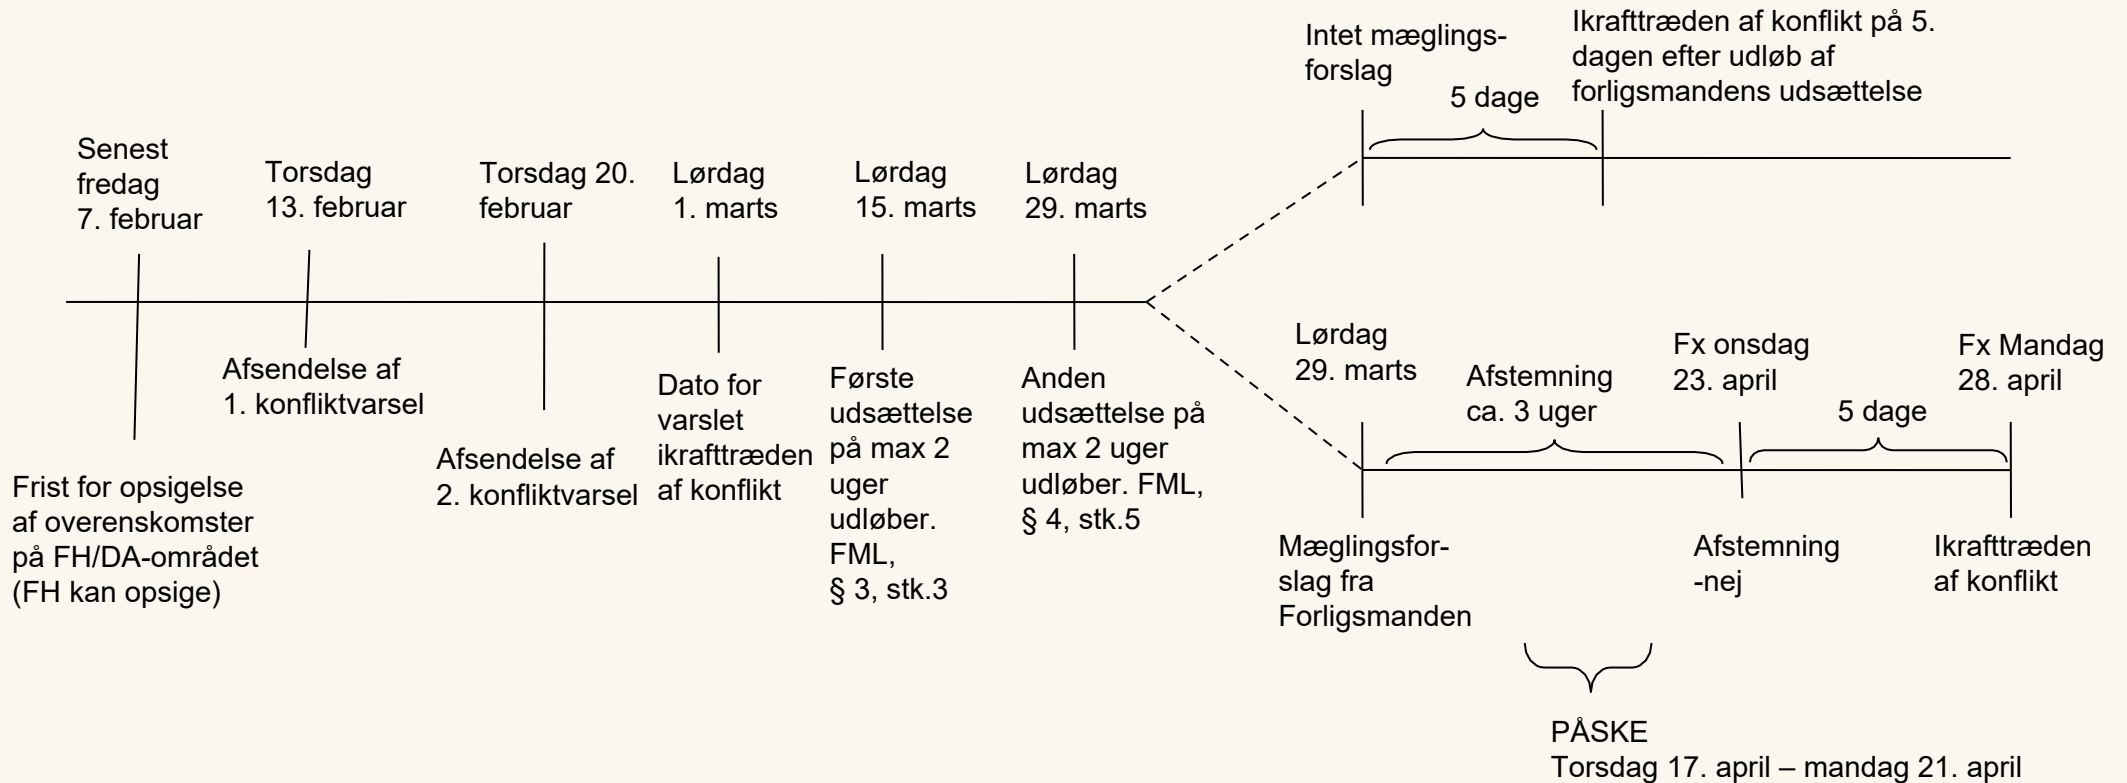 Senest
fredag
7. februar
Torsdag
13. februar
Torsdag 20.
februar
Lørdag
1. marts
Lørdag
15. marts
Lørdag
29. marts
Frist for opsigelse
af overenskomster
på FH/DA-området
(FH kan opsige)
Afsendelse af
1. konfliktvarsel
Afsendelse af
2. konfliktvarsel
Dato for
varslet
ikrafttræden
af konflikt
Første
udsættelse
på max 2
uger
udløber.
FML,
§ 3, stk.3
Anden
udsættelse på
max 2 uger
udløber. FML,
§ 4, stk.5
Intet mæglings-
forslag
5 dage
Ikrafttræden af konflikt på 5.
dagen efter udløb af
forligsmandens udsættelse
Lørdag
29. marts
Afstemning
ca. 3 uger
Fx onsdag
23. april
5 dage
Fx Mandag
28. april
Mæglingsfor-
slag fra
Forligsmanden
Afstemning
-nej
Ikrafttræden
af konflikt
PÅSKE
Torsdag 17. april – mandag 21. april